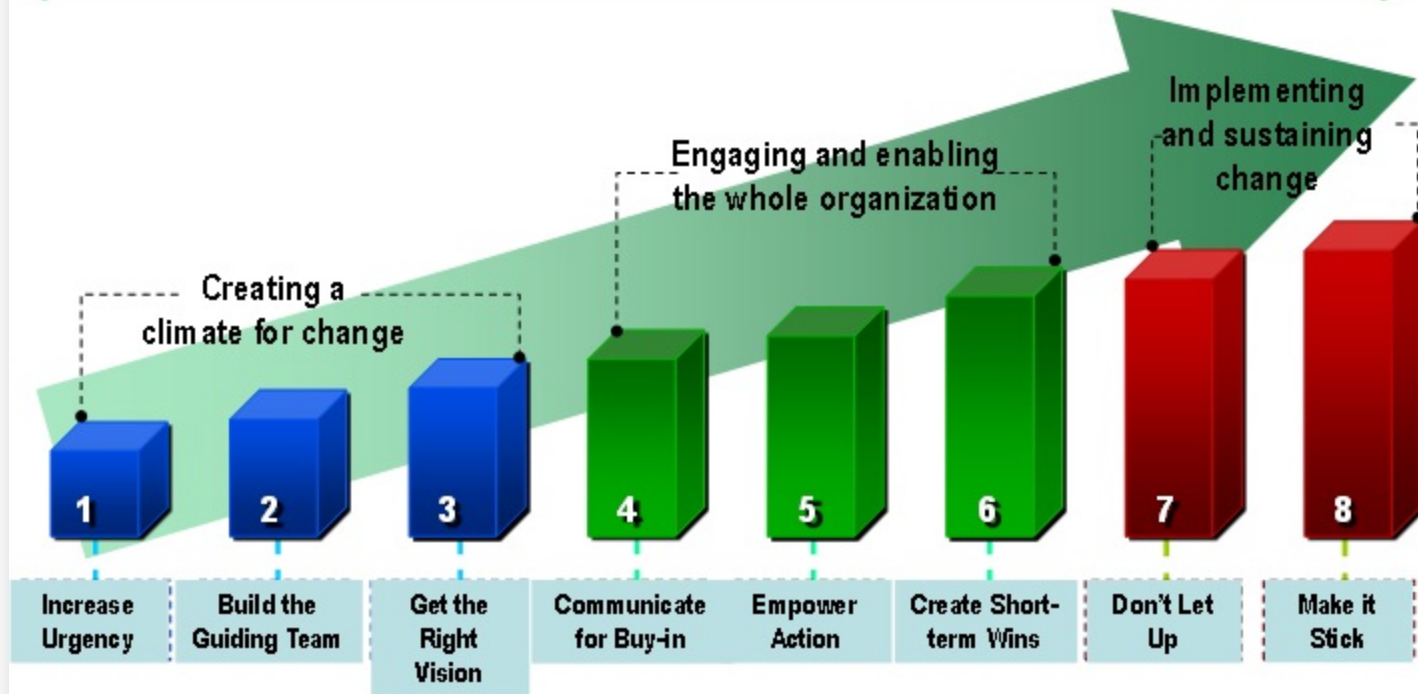 Implementing
and sustaining
change
Engaging and enabling
the whole organization
Creating a
climate for change
1
2
3
4
5
6
7
8
Increase
Urgency
Build the
Guiding Team
Get the
Right
Vision
Communicate
for Buy-in
Empower
Action
Create Short-
term Wins
Don't Let
Up
Make it
Stick